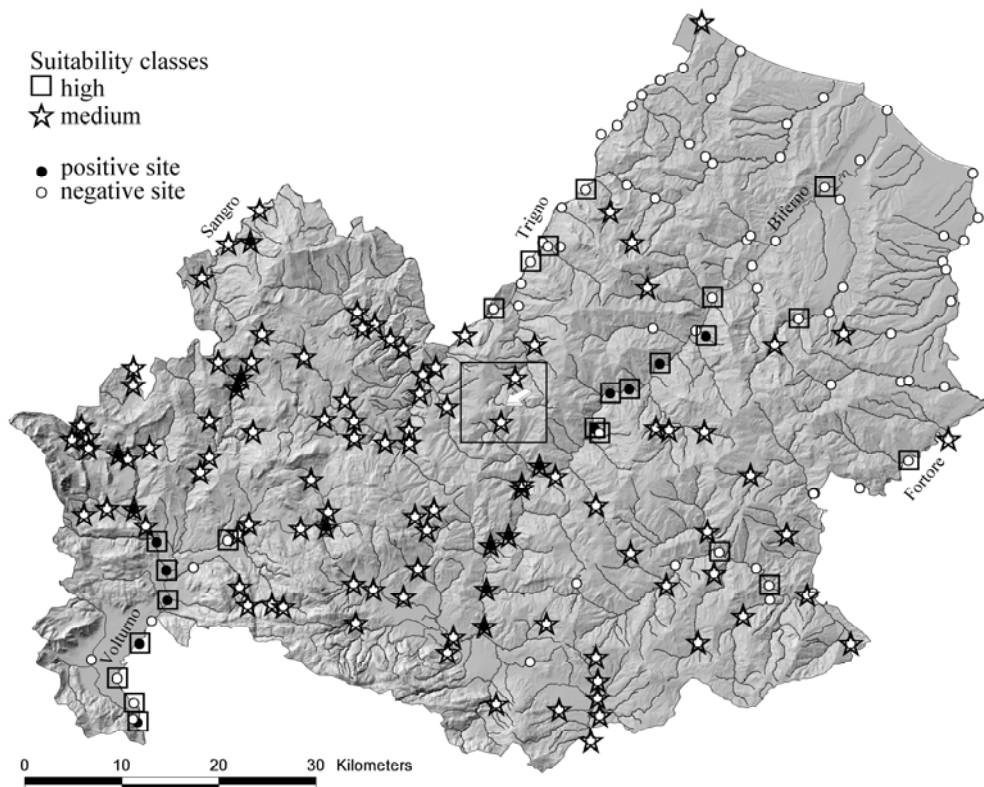 Suitability classes
high
medium
positive site
negative site
Sangro
Trigno
Biferno
Fortore
Volturno
0 10 20 30 Kilometers